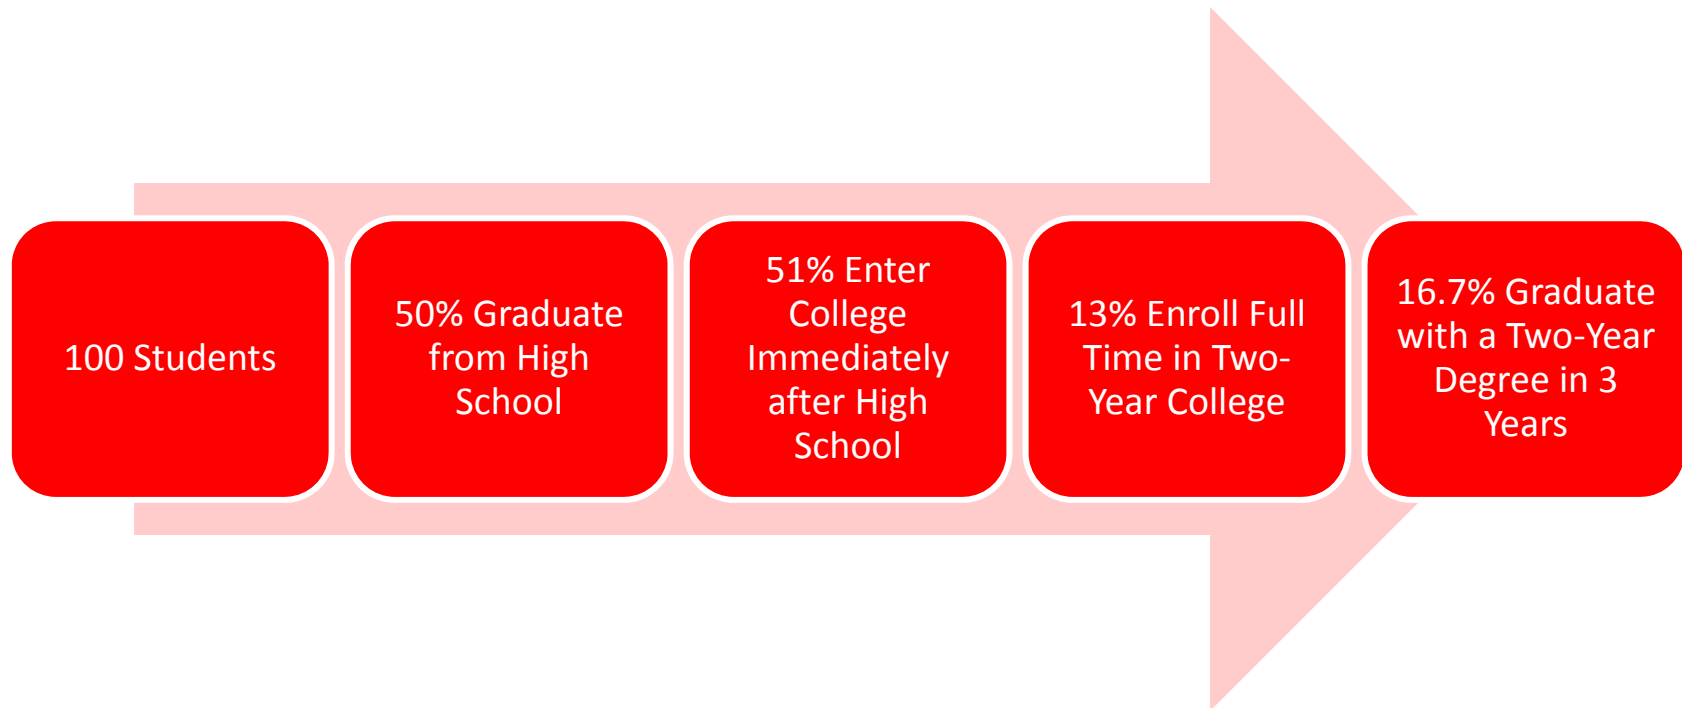 100 Students
50% Graduate
from High
School
51% Enter
College
Immediately
after High
School
13% Enroll Full
Time in Two-
Year College
16.7% Graduate
with a Two-Year
Degree in 3
Years